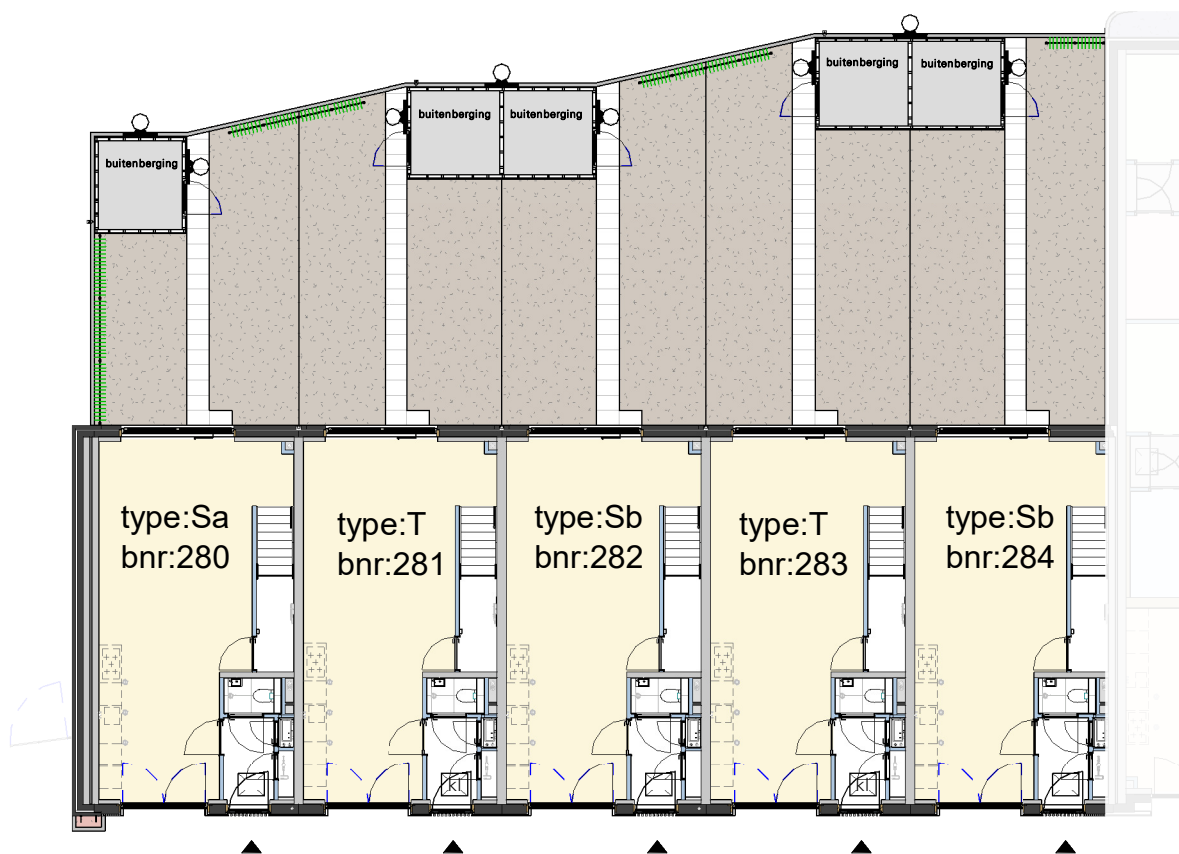 buitenberging buitenberging
buitenberging buitenberging
buitenberging
type:Sa
bnr:280
type:T
bnr:281
type:Sb
bnr:282
type:T
bnr:283
type:Sb
bnr:284